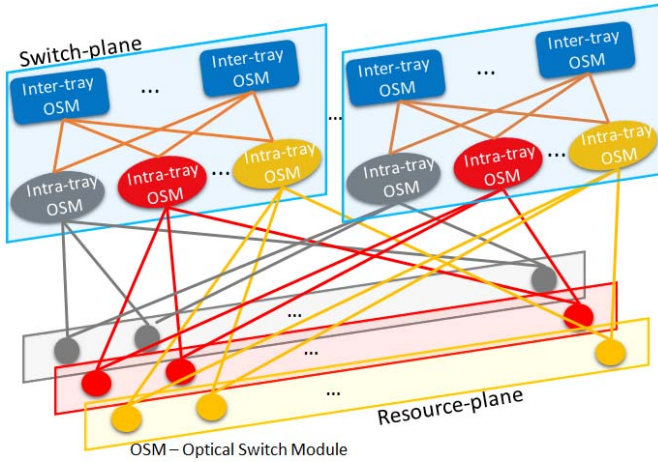 Switch-plane
Inter-tray
OSM
...
Inter-tray
OSM
...
Inter-tray
OSM
...
Inter-tray
OSM
Intra-tray
OSM
Intra-tray
OSM
...
Intra-tray
OSM
Intra-tray
OSM
Intra-tray
OSM
...
Intra-tray
OSM
...
...
...
Resource-plane
OSM – Optical Switch Module